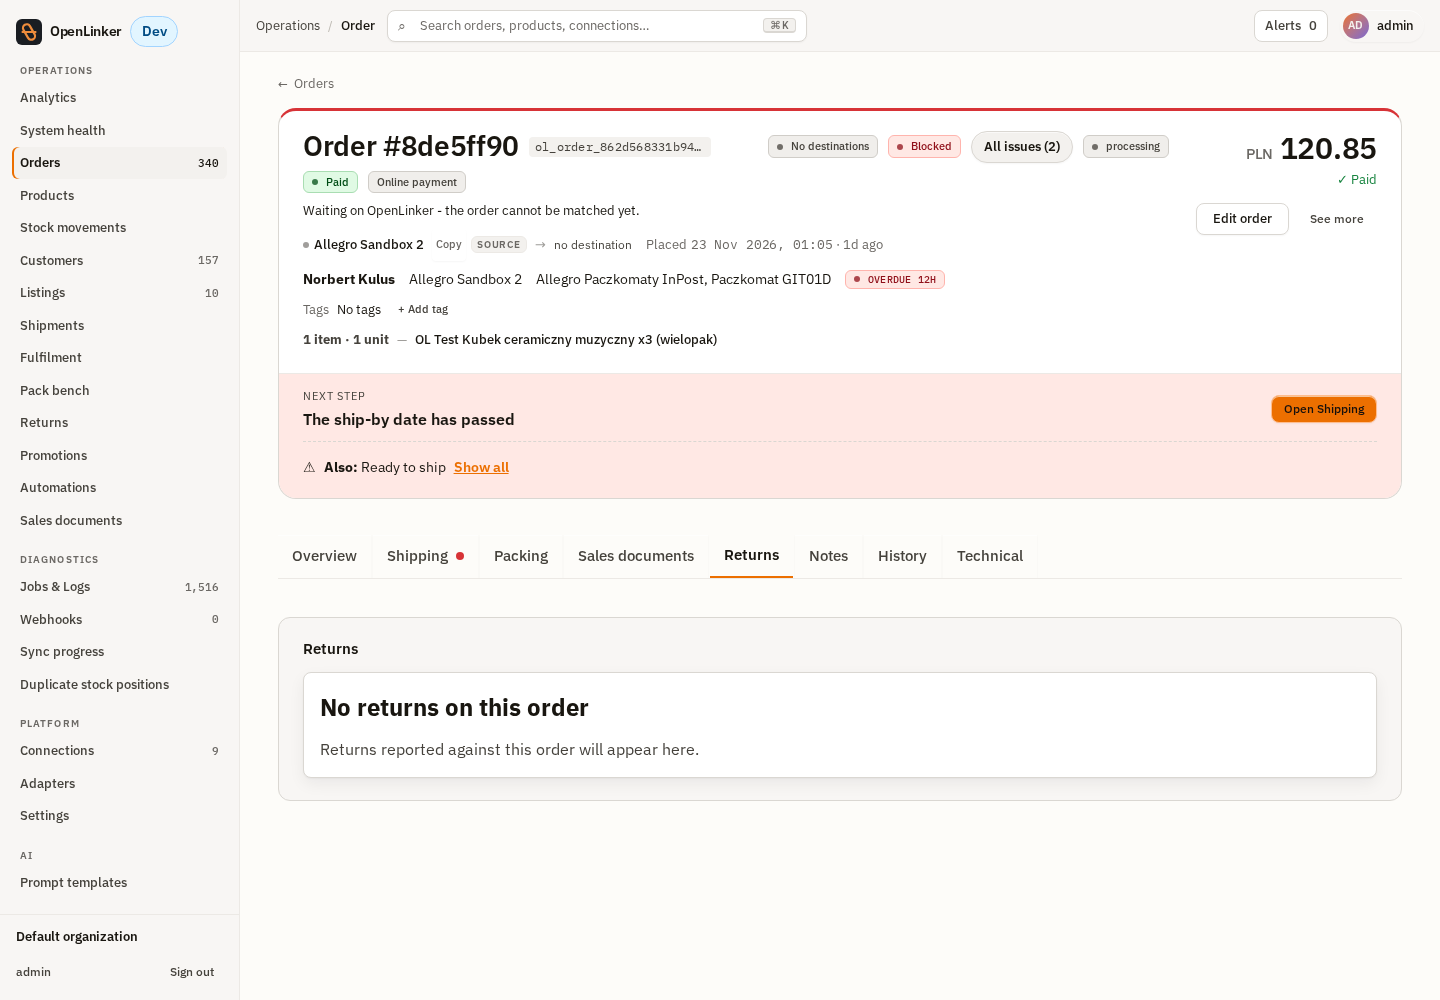 OpenLinker Dev
OPERATIONS
Analytics
System health
Orders 340
Products
Stock movements
Customers 157
Listings 10
Shipments
Fulfilment
Pack bench
Returns
Promotions
Automations
Sales documents
DIAGNOSTICS
Jobs & Logs 1,516
Webhooks 0
Sync progress
Duplicate stock positions
PLATFORM
Connections 9
Adapters
Settings
AI
Prompt templates
Default organization
admin Sign out
Operations / Order
Search orders, products, connections... ⌘K
Alerts 0
AD admin
← Orders
Order #8de5ff90 ol_order_862d568331b94…
No destinations Blocked All issues (2) processing
PLN 120.85
Paid Online payment
✓ Paid
Waiting on OpenLinker - the order cannot be matched yet.
Edit order See more
Allegro Sandbox 2 Copy SOURCE → no destination Placed 23 Nov 2026, 01:05 · 1d ago
Norbert Kulus Allegro Sandbox 2 Allegro Paczkomaty InPost, Paczkomat GIT01D OVERDUE 12H
Tags No tags + Add tag
1 item · 1 unit — OL Test Kubek ceramiczny muzyczny x3 (wielopak)
NEXT STEP
The ship-by date has passed
Open Shipping
⚠ Also: Ready to ship Show all
Overview Shipping Packing Sales documents Returns Notes History Technical
Returns
No returns on this order
Returns reported against this order will appear here.